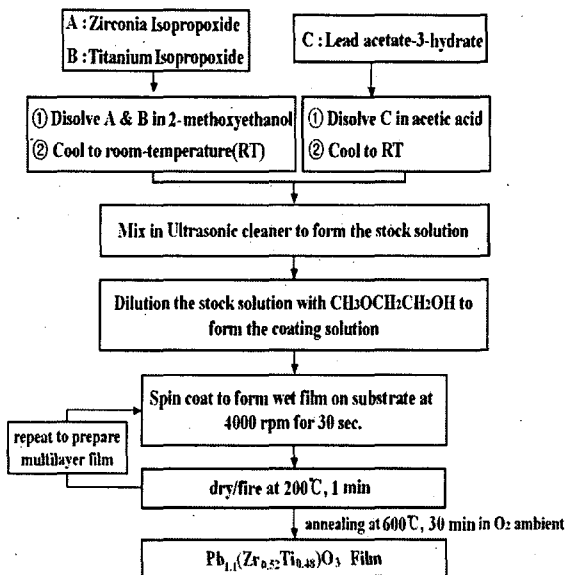 A : Zirconia Isopropoxide
B : Titanium Isopropoxide
C : Lead acetate-3-hydrate
① Disolve A & B in 2-methoxyethanol
② Cool to room-temperature(RT)
① Disolve C in acetic acid
② Cool to RT
Mix in Ultrasonic cleaner to form the stock solution
Dilution the stock solution with CH3OCH2CH2OH to
form the coating solution
Spin coat to form wet film on substrate at
4000 rpm for 30 sec.
repeat to prepare
multilayer film
dry/fire at 200℃, 1 min
annealing at 600℃, 30 min in O₂ ambient
Pb₁.₁(Zr₀.₅₂Ti₀.₄₈)O₃ Film